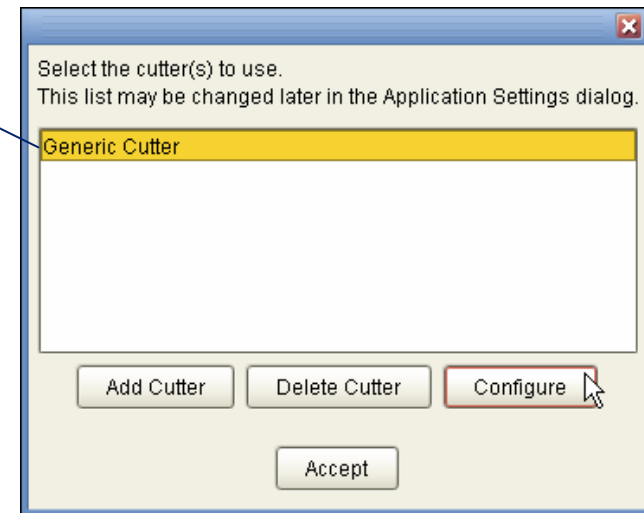 Select the cutter(s) to use.
This list may be changed later in the Application Settings dialog.
Generic Cutter
Add Cutter Delete Cutter Configure
Accept